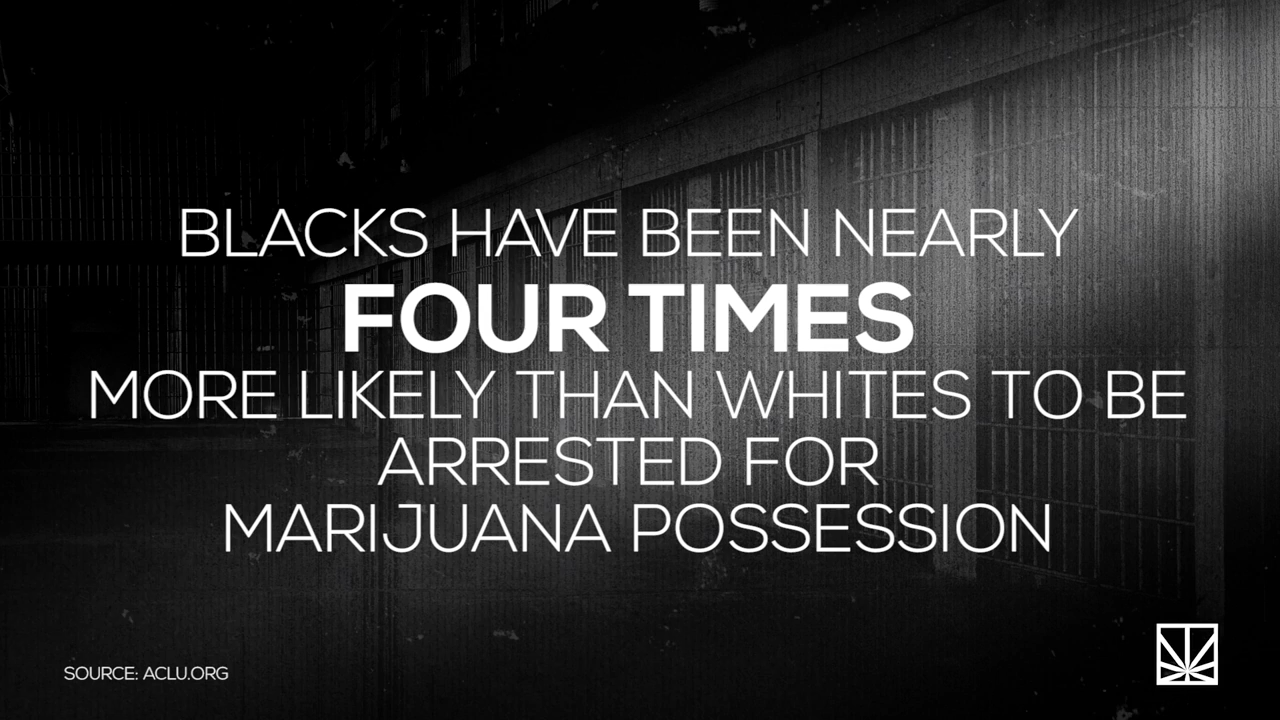 BLACKS HAVE BEEN NEARLY
FOUR TIMES
MORE LIKELY THAN WHITES TO BE
ARRESTED FOR
MARIJUANA POSSESSION
SOURCE: ACLU.ORG